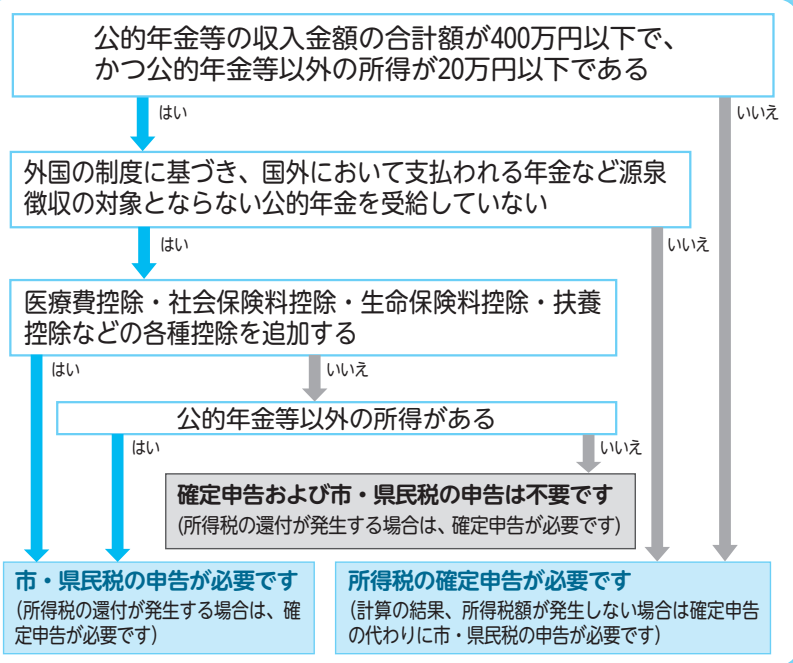 公的年金等の収入金額の合計額が400万円以下で、
かつ公的年金等以外の所得が20万円以下である
はい
いいえ
外国の制度に基づき、国外において支払われる年金など源泉
徴収の対象とならない公的年金を受給していない
はい
いいえ
医療費控除・社会保険料控除・生命保険料控除・扶養
控除などの各種控除を追加する
はい
いいえ
公的年金等以外の所得がある
はい
いいえ
確定申告および市・県民税の申告は不要です
(所得税の還付が発生する場合は、確定申告が必要です)
市・県民税の申告が必要です
(所得税の還付が発生する場合は、確
定申告が必要です)
所得税の確定申告が必要です
(計算の結果、所得税額が発生しない場合は確定申告
の代わりに市・県民税の申告が必要です)